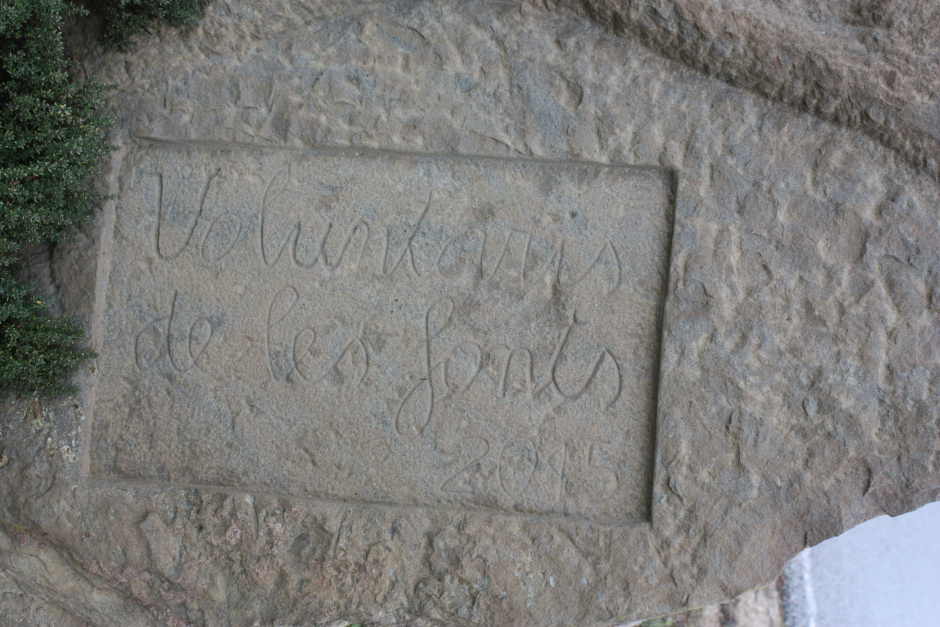 Voluntaris
de les fonts
2015